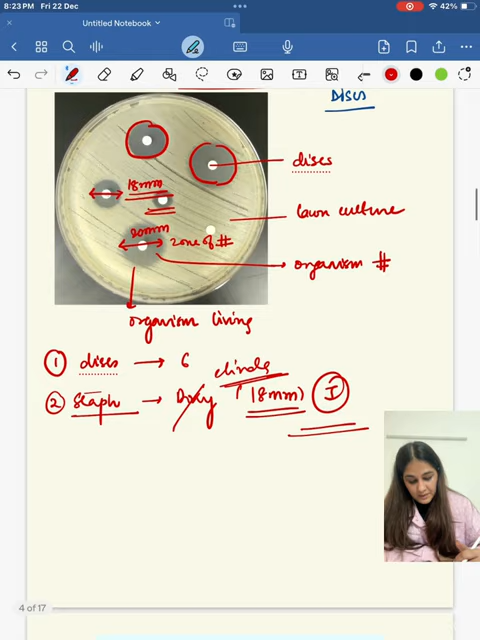 8:23 PM Fri 22 Dec
42%
Untitled Notebook
DISCS
discs
18mm
lawn culture
20mm
zone of #
organism #
organism living
① discs → 6
clinda
② Staph → Doxy (18mm) I
4 of 17